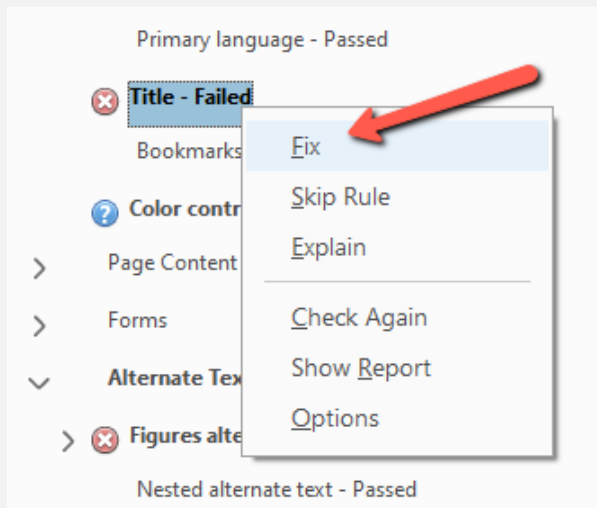 Primary language - Passed
Title - Failed
Bookmarks
Fix
Skip Rule
Color contr
Explain
Page Content
Forms
Check Again
Show Report
Alternate Tex
Options
Figures alte
Nested alternate text - Passed